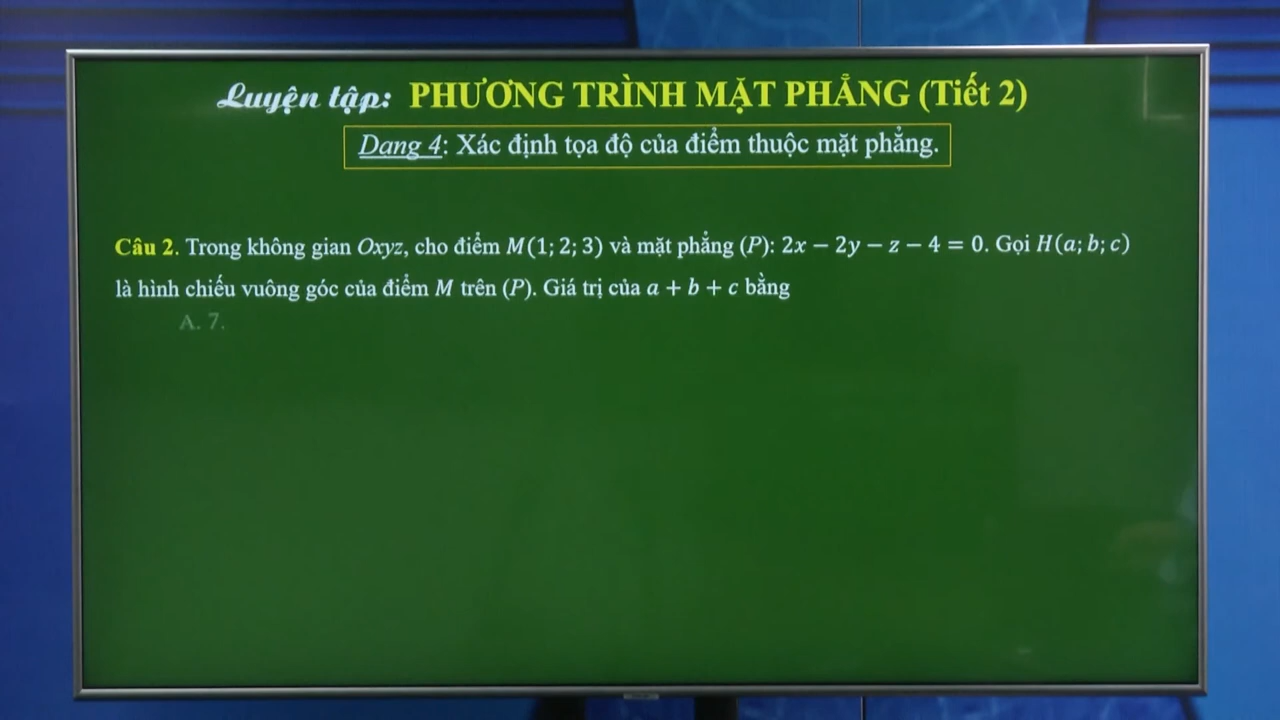 Luyện tập: PHƯƠNG TRÌNH MẶT PHẲNG (Tiết 2)
Dạng 4: Xác định tọa độ của điểm thuộc mặt phẳng.
Câu 2. Trong không gian Oxyz, cho điểm M(1; 2; 3) và mặt phẳng (P): 2x − 2y − z − 4 = 0. Gọi H(a; b; c)
là hình chiếu vuông góc của điểm M trên (P). Giá trị của a + b + c bằng
A. 7.